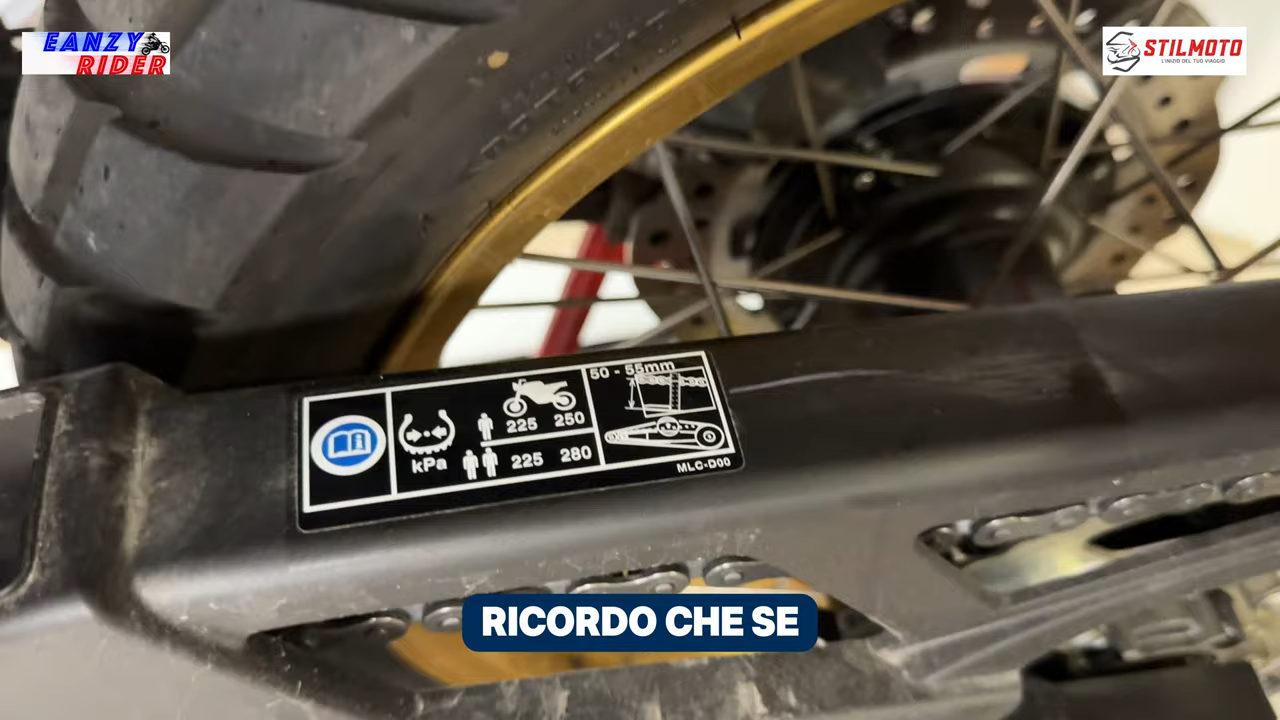 EANZY
RIDER
STILMOTO
L'INIZIO DEL TUO VIAGGIO
50 - 55mm
225 250
kPa
225 280
MLC-D00
RICORDO CHE SE